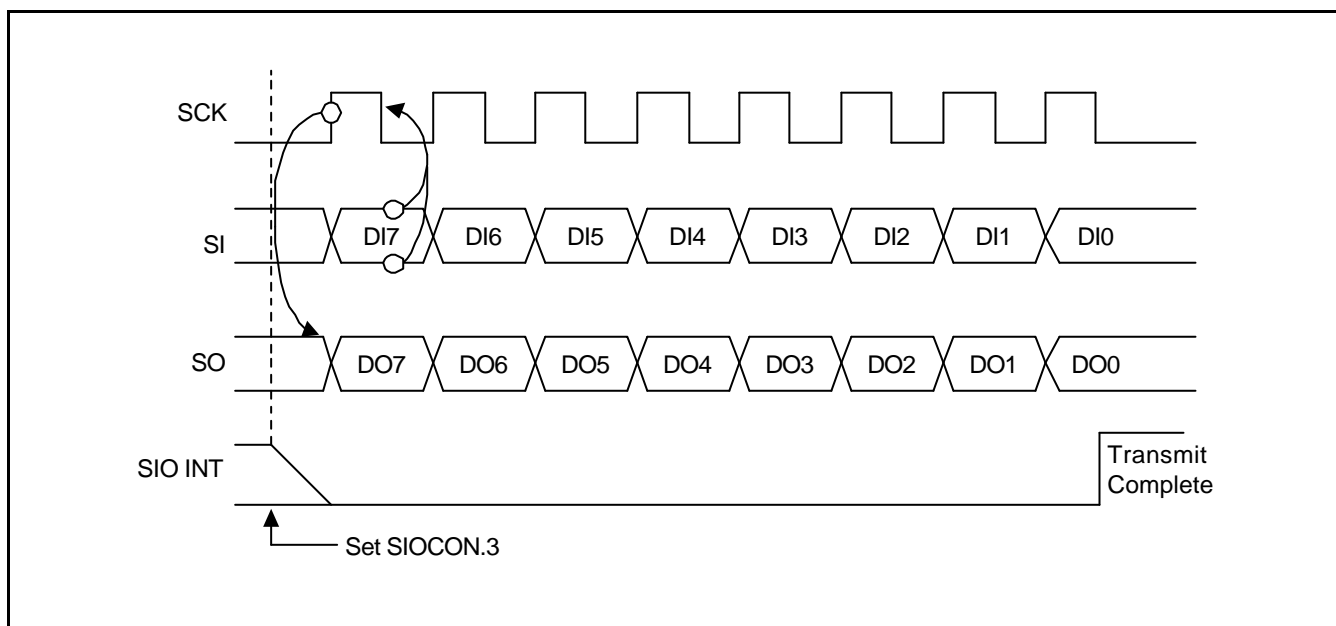 SCK
SI
DI7 DI6 DI5 DI4 DI3 DI2 DI1 DI0
SO
DO7 DO6 DO5 DO4 DO3 DO2 DO1 DO0
SIO INT
Transmit
Complete
Set SIOCON.3